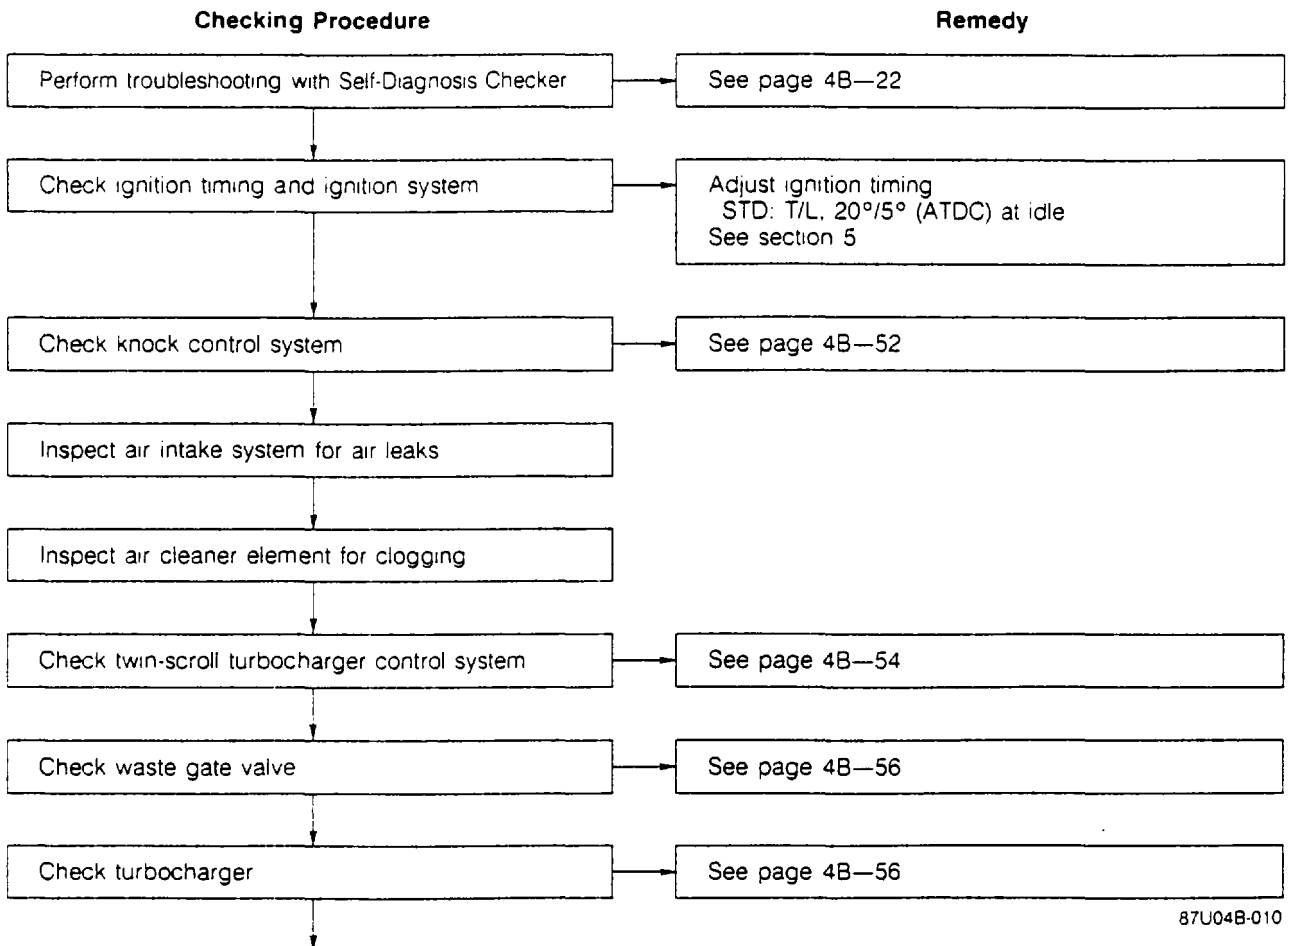 Checking Procedure Remedy
Perform troubleshooting with Self-Diagnosis Checker See page 4B—22
Check ignition timing and ignition system Adjust ignition timing
STD: T/L, 20°/5° (ATDC) at idle
See section 5
Check knock control system See page 4B—52
Inspect air intake system for air leaks
Inspect air cleaner element for clogging
Check twin-scroll turbocharger control system See page 4B—54
Check waste gate valve See page 4B—56
Check turbocharger See page 4B—56
87U04B-010